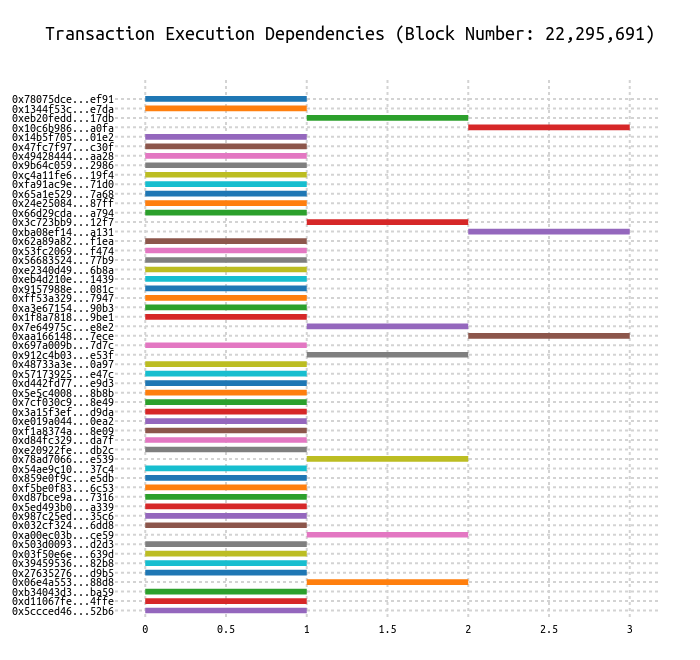 Transaction Execution Dependencies (Block Number: 22,295,691)
0x78075dce...ef91
0x1344f53c...e7da
0xeb20fedd...17db
0x10c6b986...a0fa
0x14b5f705...01e2
0x47fc7f97...c30f
0x49428444...aa28
0x9b64c059...2986
0xc4a11fe6...19f4
0xfa91ac9e...71d0
0x65a1e529...7a68
0x24e25084...87ff
0x66d29cda...a794
0x3c723bb9...12f7
0xba08ef14...a131
0x62a89a82...f1ea
0x53fc2069...f474
0x56683524...77b9
0xe2340d49...6b8a
0xeb4d210e...1439
0x9157988e...081c
0xff53a329...7947
0xa3e67154...90b3
0x1f8a7818...9be1
0x7e64975c...e8e2
0xaa166148...7ece
0x697a009b...7d7c
0x912c4b03...e53f
0x48733a3e...0a97
0x57173925...e47c
0xd442fd77...e9d3
0x5e5c4008...8b8b
0x7cf030c9...8e49
0x3a15f3ef...d9da
0xe019a044...0ea2
0xf1a8374a...8e09
0xd84fc329...da7f
0xe20922fe...db2c
0x78ad7066...e539
0x54ae9c10...37c4
0x859e0f9c...e5db
0xf5be0f83...6c53
0xd87bce9a...7316
0x5ed493b0...a339
0x987c25ed...35c6
0x032cf324...6dd8
0xa00ec03b...ce59
0x503d0093...d2d3
0x03f50e6e...639d
0x39459536...82b8
0x27635276...d9b5
0x06e4a553...88d8
0xb34043d3...ba59
0xd11067fe...4ffe
0x5ccced46...52b6
0 0.5 1 1.5 2 2.5 3